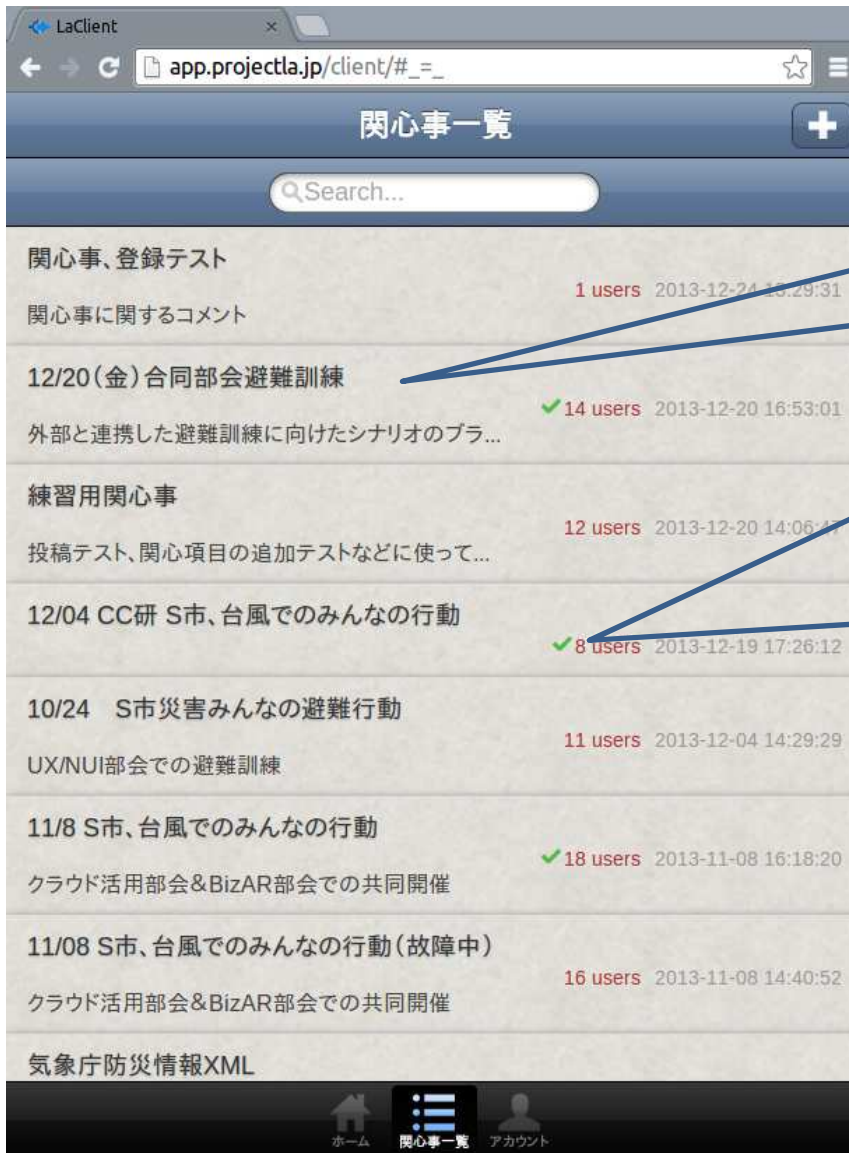 LaClient
app.projectla.jp/client/#_=_
関心事一覧
Search...
関心事、登録テスト
1 users 2013-12-24 13:29:31
関心事に関するコメント
12/20(金)合同部会避難訓練
14 users 2013-12-20 16:53:01
外部と連携した避難訓練に向けたシナリオのブラ...
練習用関心事
12 users 2013-12-20 14:06:47
投稿テスト、関心項目の追加テストなどに使って...
12/04 CC研 S市、台風でのみんなの行動
8 users 2013-12-19 17:26:12
10/24　S市災害みんなの避難行動
11 users 2013-12-04 14:29:29
UX/NUI部会での避難訓練
11/8 S市、台風でのみんなの行動
18 users 2013-11-08 16:18:20
クラウド活用部会&BizAR部会での共同開催
11/08 S市、台風でのみんなの行動(故障中)
16 users 2013-11-08 14:40:52
クラウド活用部会&BizAR部会での共同開催
気象庁防災情報XML
ホーム 関心事一覧 アカウント